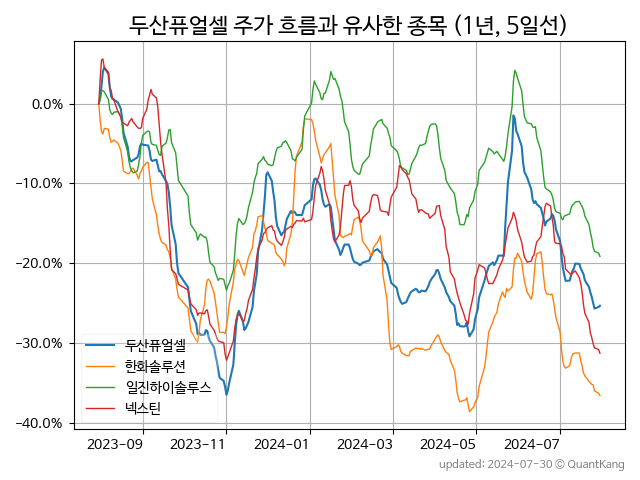 두산퓨얼셀 주가 흐름과 유사한 종목 (1년, 5일선)
0.0%
-10.0%
-20.0%
-30.0%
-40.0%
두산퓨얼셀
한화솔루션
일진하이솔루스
넥스틴
2023-09 2023-11 2024-01 2024-03 2024-05 2024-07
updated: 2024-07-30 © QuantKang